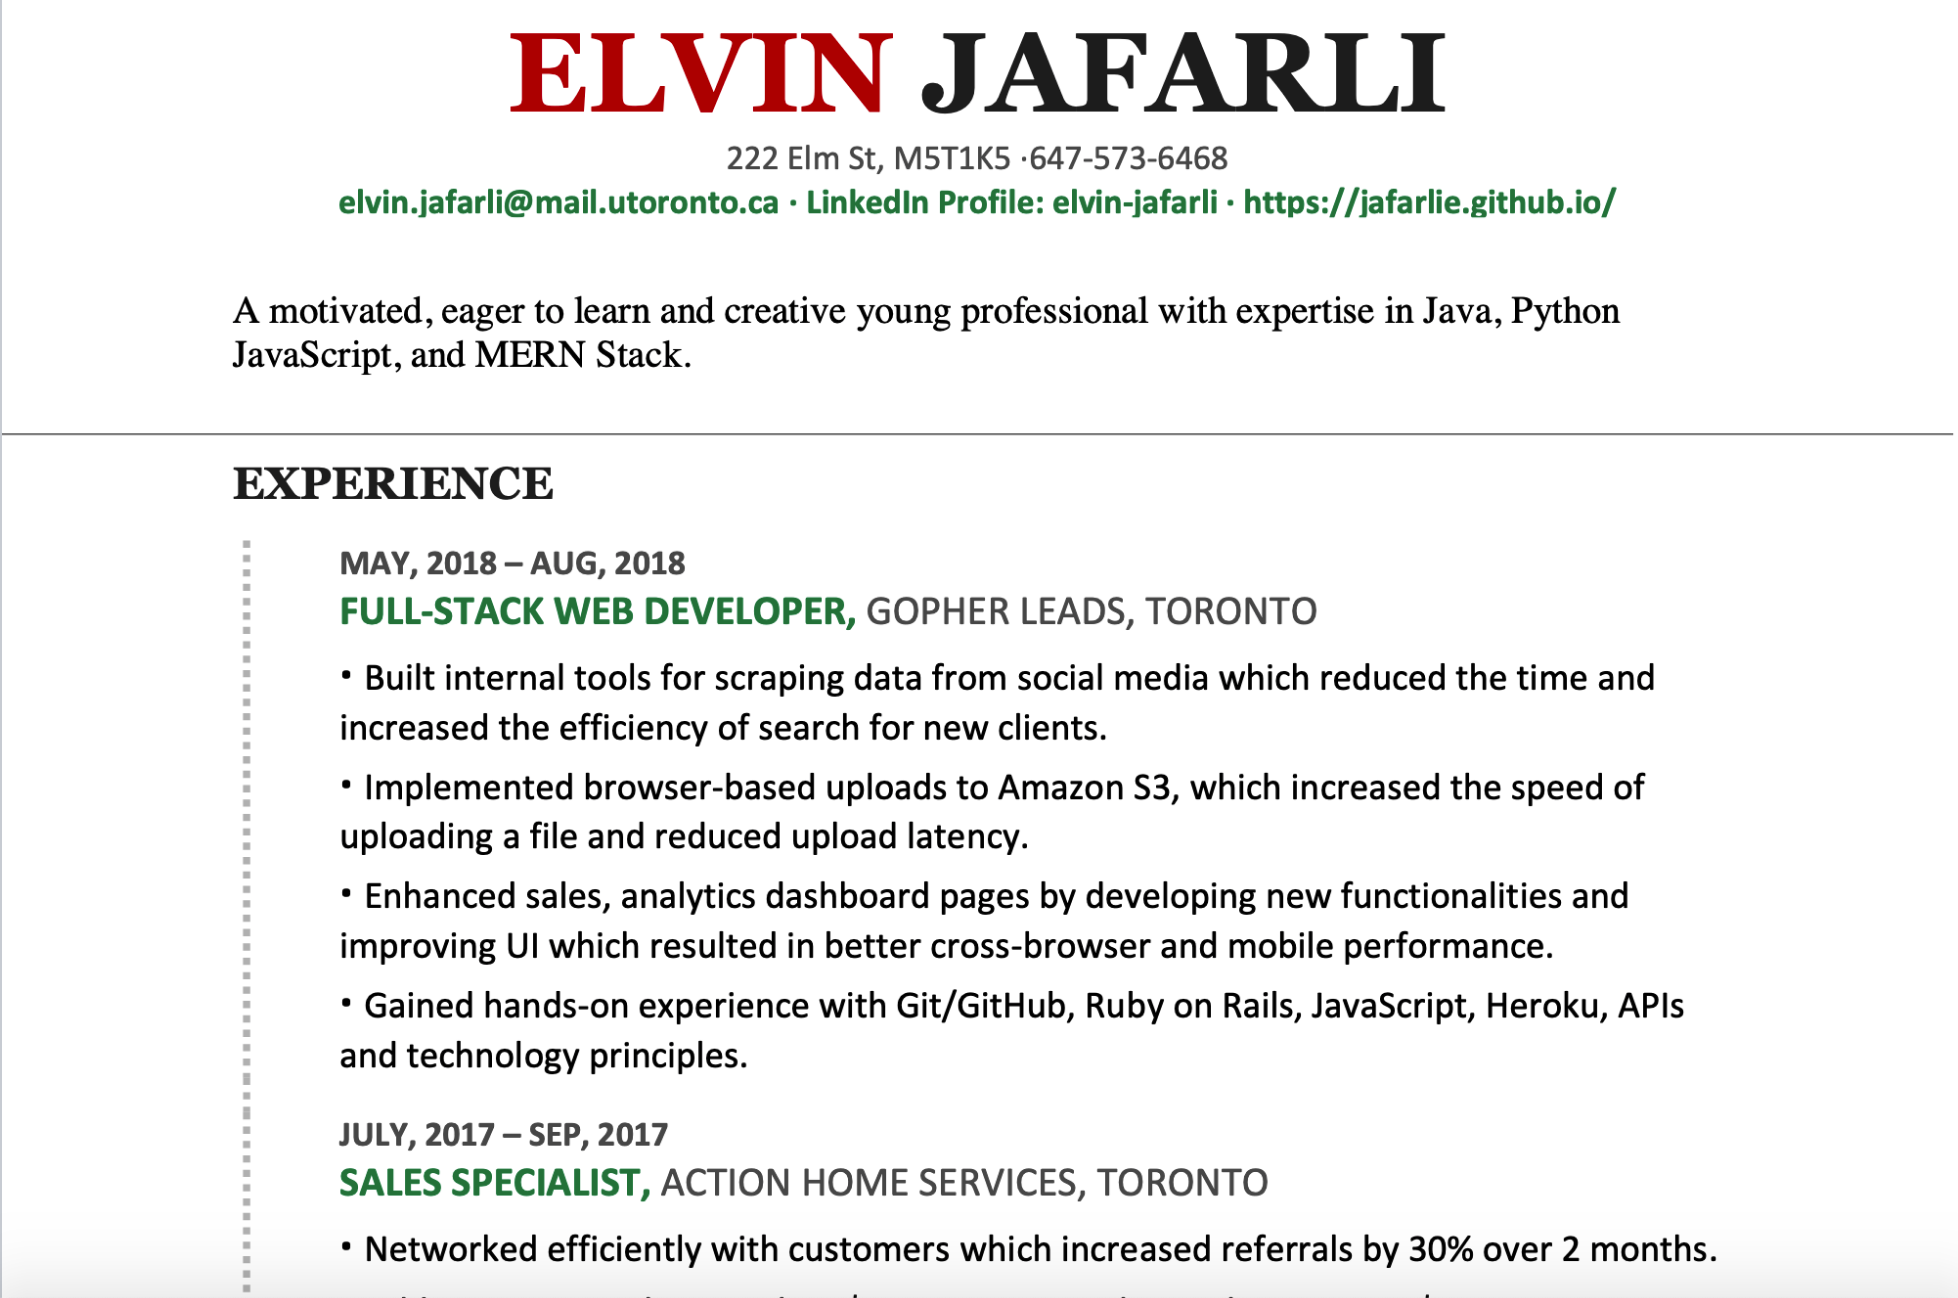 ELVIN JAFARLI
222 Elm St, M5T1K5 ·647-573-6468
elvin.jafarli@mail.utoronto.ca · LinkedIn Profile: elvin-jafarli · https://jafarlie.github.io/
A motivated, eager to learn and creative young professional with expertise in Java, Python
JavaScript, and MERN Stack.
EXPERIENCE
MAY, 2018 – AUG, 2018
FULL-STACK WEB DEVELOPER, GOPHER LEADS, TORONTO
· Built internal tools for scraping data from social media which reduced the time and
increased the efficiency of search for new clients.
· Implemented browser-based uploads to Amazon S3, which increased the speed of
uploading a file and reduced upload latency.
· Enhanced sales, analytics dashboard pages by developing new functionalities and
improving UI which resulted in better cross-browser and mobile performance.
· Gained hands-on experience with Git/GitHub, Ruby on Rails, JavaScript, Heroku, APIs
and technology principles.
JULY, 2017 – SEP, 2017
SALES SPECIALIST, ACTION HOME SERVICES, TORONTO
· Networked efficiently with customers which increased referrals by 30% over 2 months.